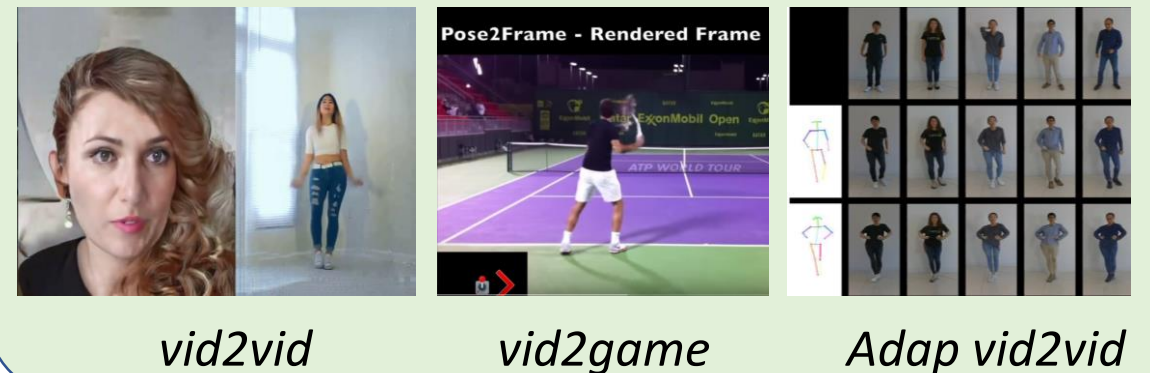 Pose2Frame - Rendered Frame
ExxonMobil Open
ATP WORLD TOUR
vid2vid
vid2game
Adap vid2vid